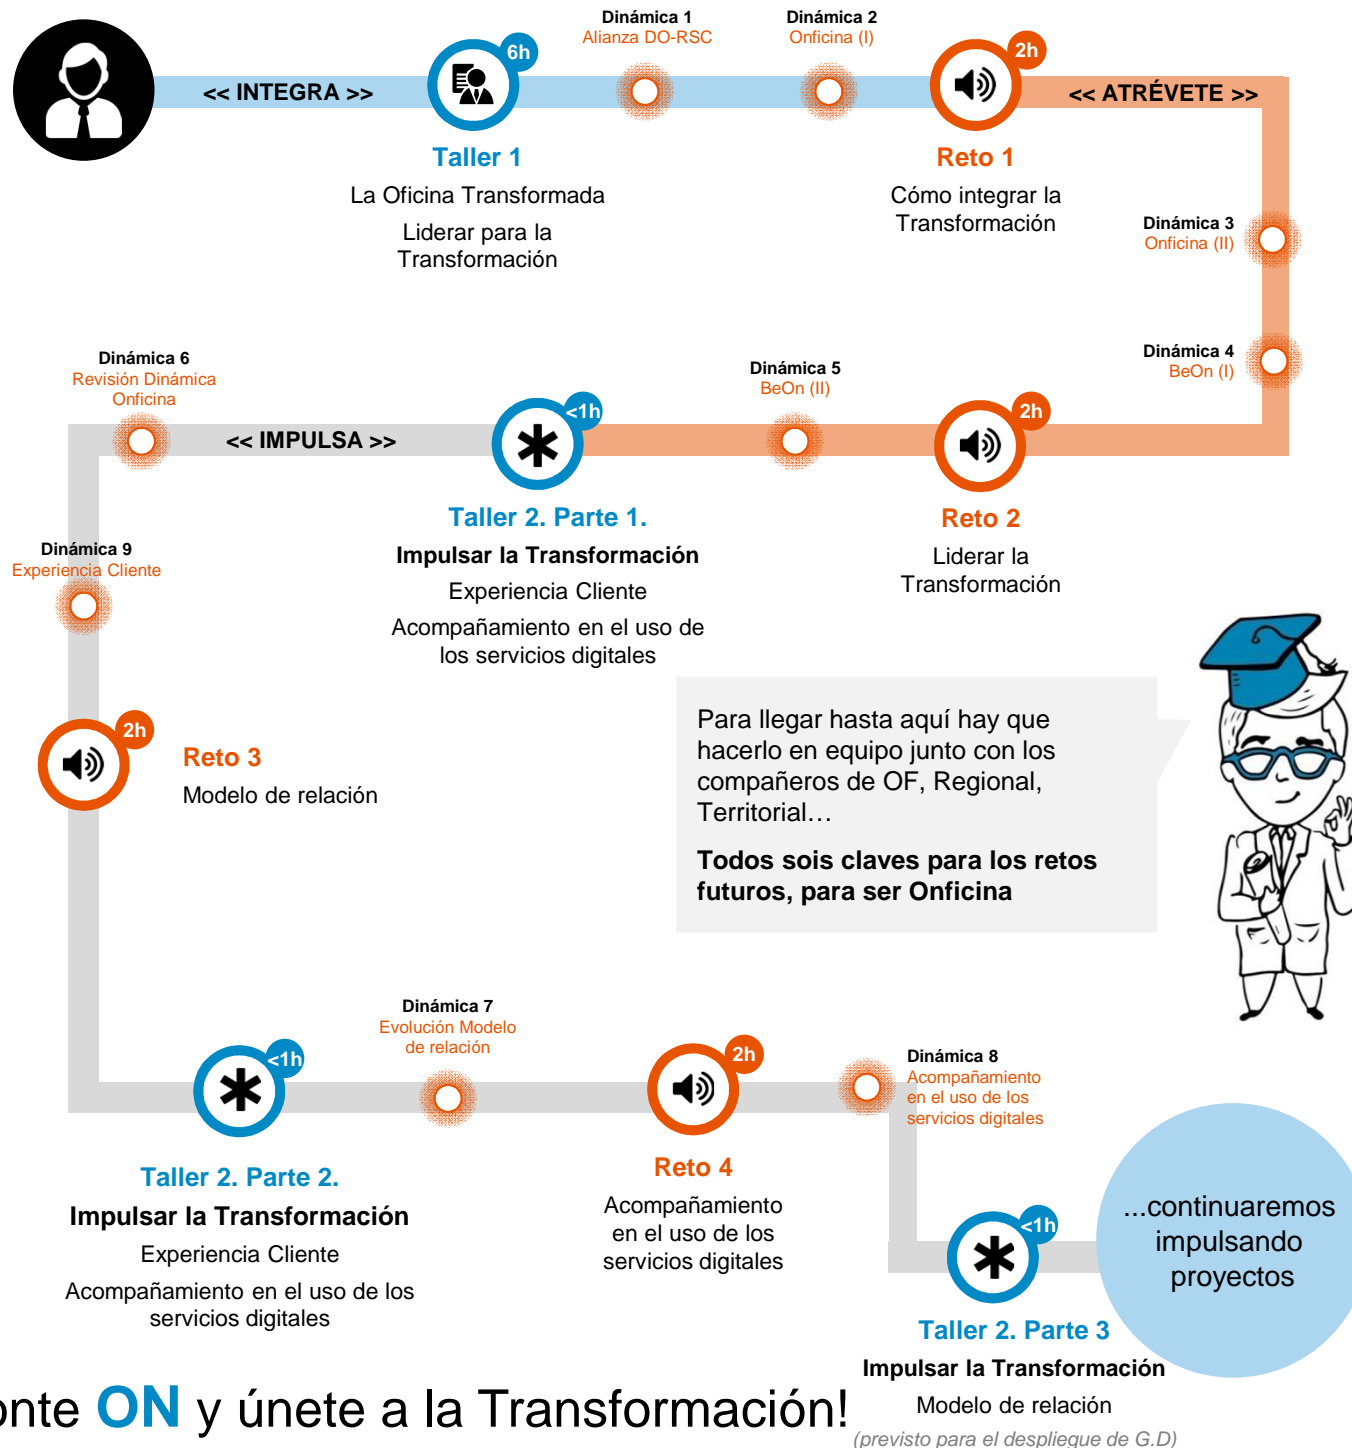 Dinámica 1
Alianza DO-RSC
Dinámica 2
Onficina (I)
<< INTEGRA >>
6h
2h
<< ATRÉVETE >>
Taller 1
La Oficina Transformada
Liderar para la
Transformación
Reto 1
Cómo integrar la
Transformación
Dinámica 3
Onficina (II)
Dinámica 4
BeOn (I)
Dinámica 6
Revisión Dinámica
Onficina
Dinámica 5
BeOn (II)
<< IMPULSA >>
<1h
2h
Taller 2. Parte 1.
Impulsar la Transformación
Experiencia Cliente
Acompañamiento en el uso de
los servicios digitales
Reto 2
Liderar la
Transformación
Dinámica 9
Experiencia Cliente
2h
Reto 3
Modelo de relación
Para llegar hasta aquí hay que
hacerlo en equipo junto con los
compañeros de OF, Regional,
Territorial…
Todos sois claves para los retos
futuros, para ser Onficina
Dinámica 7
Evolución Modelo
de relación
<1h
2h
Dinámica 8
Acompañamiento
en el uso de los
servicios digitales
Taller 2. Parte 2.
Impulsar la Transformación
Experiencia Cliente
Acompañamiento en el uso de los
servicios digitales
Reto 4
Acompañamiento
en el uso de los
servicios digitales
<1h
...continuaremos
impulsando
proyectos
Taller 2. Parte 3
Impulsar la Transformación
Modelo de relación
(previsto para el despliegue de G.D)
onte ON y únete a la Transformación!